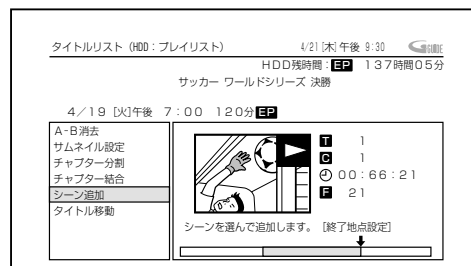 タイトルリスト（HDD：プレイリスト） 4/21[木]午後 9:30 GGUIDE
HDD残時間：EP 137時間05分
サッカー ワールドシリーズ 決勝
4／19 [火]午後 7：00 120分EP
A-B消去
サムネイル設定
チャプター分割
チャプター結合
シーン追加
タイトル移動
T 1
C 1
00：66：21
F 21
シーンを選んで追加します。 [終了地点設定]